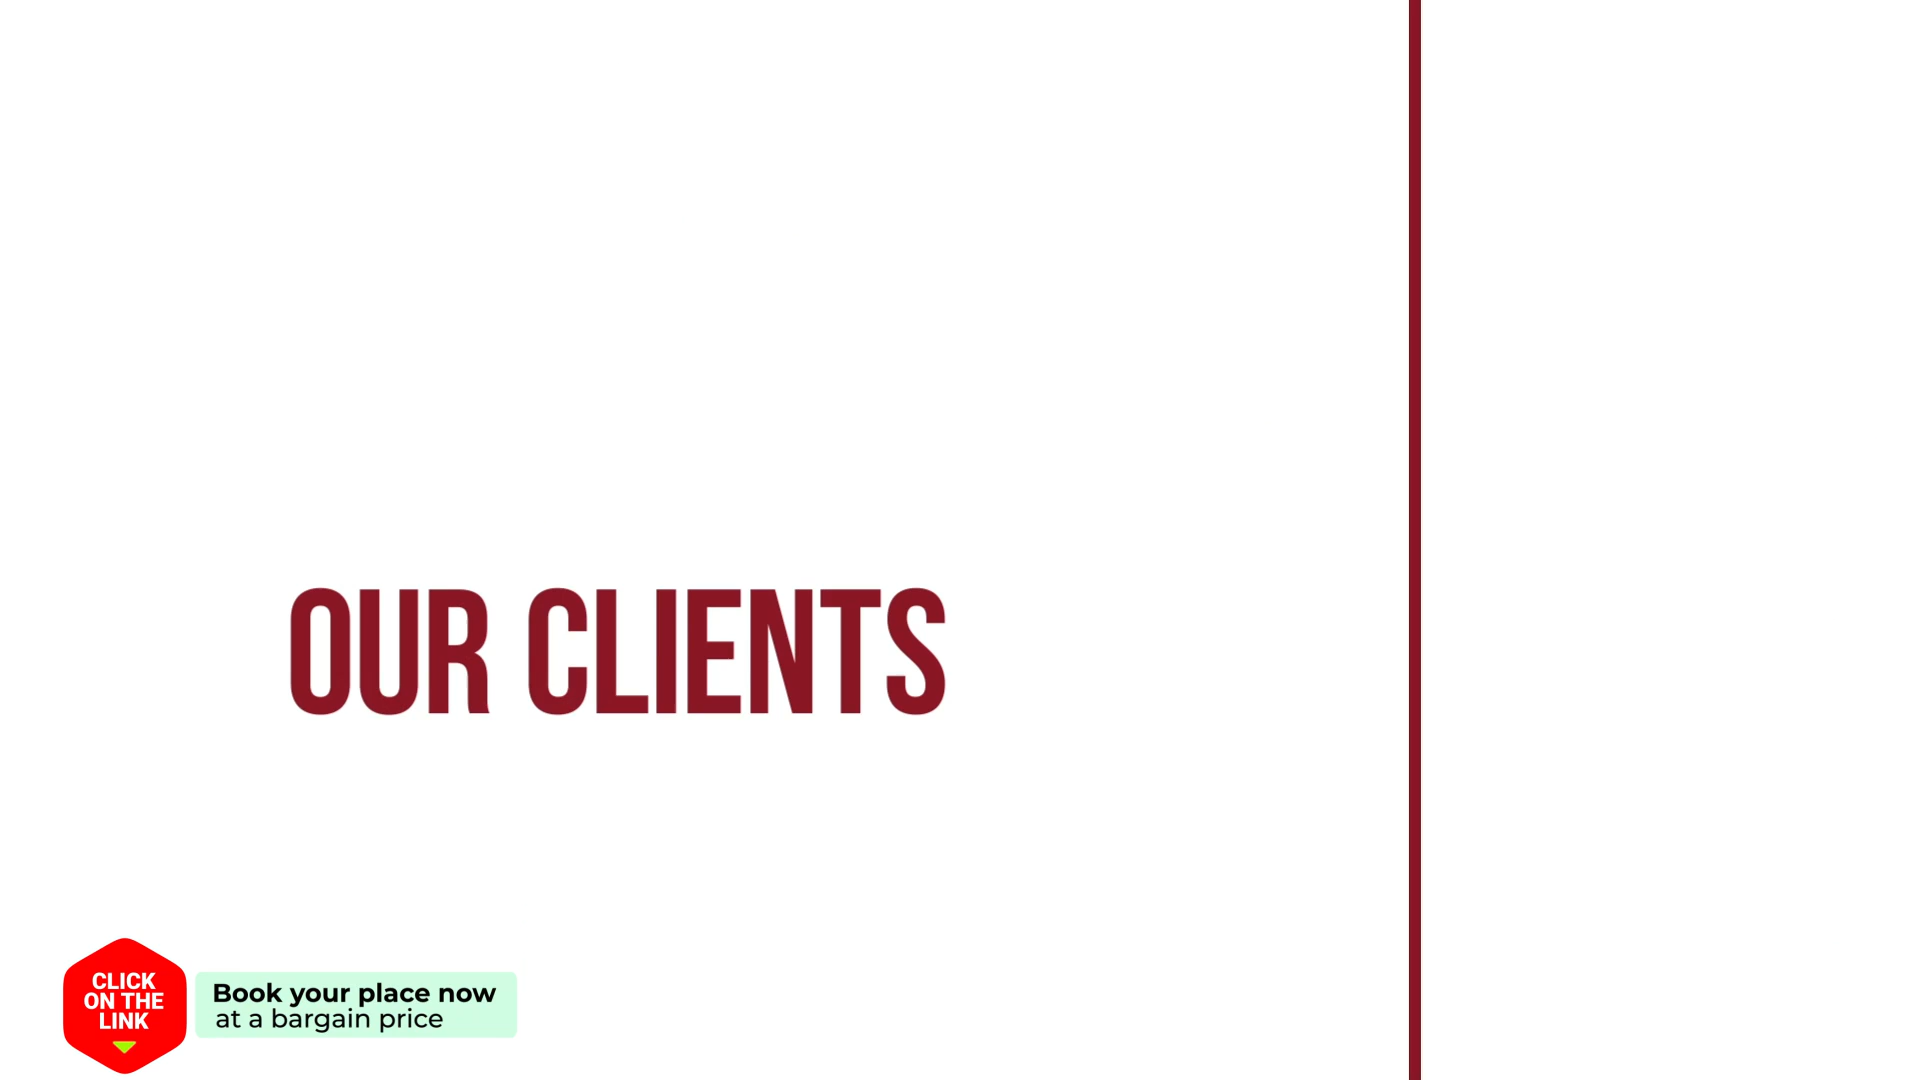 OUR CLIENTS
CLICK
ON THE
LINK
Book your place now
at a bargain price